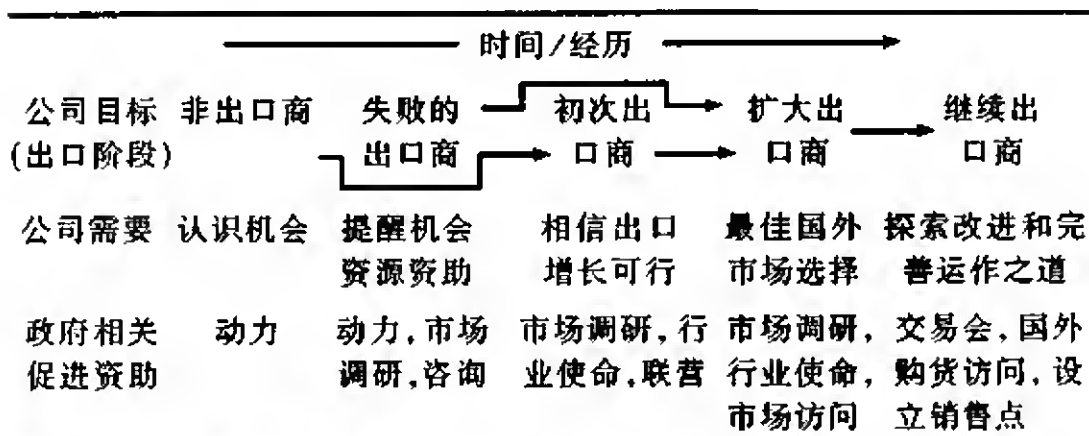 时间/经历
公司目标 非出口商 失败的 初次出 扩大出 继续出
(出口阶段) 出口商 口商 口商 口商
公司需要 认识机会 提醒机会 相信出口 最佳国外 探索改进和完
资源资助 增长可行 市场选择 善运作之道
政府相关 动力 动力,市场 市场调研,行 市场调研, 交易会,国外
促进资助 调研,咨询 业使命,联营 行业使命, 购货访问,设
市场访问 立销售点